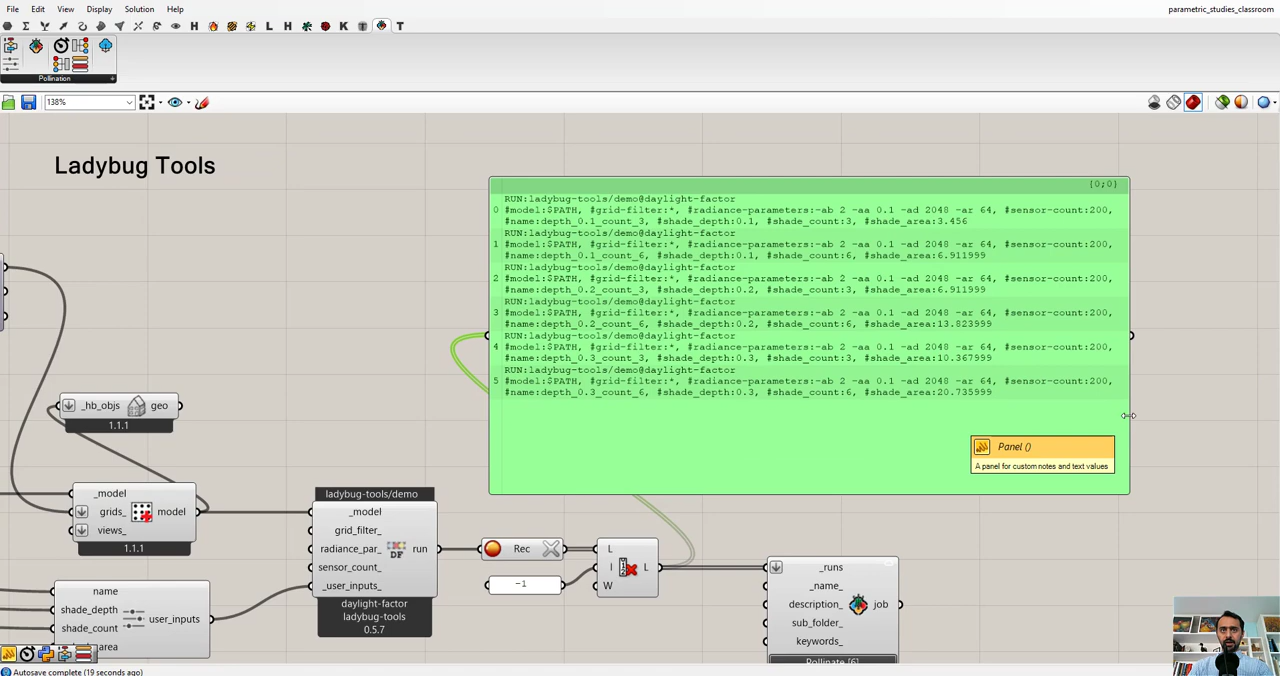 File Edit View Display Solution Help
parametric_studies_classroom
H L H K T
Pollination
138%
Ladybug Tools
{0;0}
RUN:ladybug-tools/demo@daylight-factor
0 #model:$PATH, #grid-filter:*, #radiance-parameters:-ab 2 -aa 0.1 -ad 2048 -ar 64, #sensor-count:200,
#name:depth_0.1_count_3, #shade_depth:0.1, #shade_count:3, #shade_area:3.456
RUN:ladybug-tools/demo@daylight-factor
1 #model:$PATH, #grid-filter:*, #radiance-parameters:-ab 2 -aa 0.1 -ad 2048 -ar 64, #sensor-count:200,
#name:depth_0.1_count_6, #shade_depth:0.1, #shade_count:6, #shade_area:6.911999
RUN:ladybug-tools/demo@daylight-factor
2 #model:$PATH, #grid-filter:*, #radiance-parameters:-ab 2 -aa 0.1 -ad 2048 -ar 64, #sensor-count:200,
#name:depth_0.2_count_3, #shade_depth:0.2, #shade_count:3, #shade_area:6.911999
RUN:ladybug-tools/demo@daylight-factor
3 #model:$PATH, #grid-filter:*, #radiance-parameters:-ab 2 -aa 0.1 -ad 2048 -ar 64, #sensor-count:200,
#name:depth_0.2_count_6, #shade_depth:0.2, #shade_count:6, #shade_area:13.823999
RUN:ladybug-tools/demo@daylight-factor
4 #model:$PATH, #grid-filter:*, #radiance-parameters:-ab 2 -aa 0.1 -ad 2048 -ar 64, #sensor-count:200,
#name:depth_0.3_count_3, #shade_depth:0.3, #shade_count:3, #shade_area:10.367999
RUN:ladybug-tools/demo@daylight-factor
5 #model:$PATH, #grid-filter:*, #radiance-parameters:-ab 2 -aa 0.1 -ad 2048 -ar 64, #sensor-count:200,
#name:depth_0.3_count_6, #shade_depth:0.3, #shade_count:6, #shade_area:20.735999
Panel ()
A panel for custom notes and text values
_hb_objs geo
1.1.1
_model
grids_ model
views_
1.1.1
ladybug-tools/demo
_model
grid_filter_
radiance_par_ DF run
sensor_count_
_user_inputs_
daylight-factor
ladybug-tools
0.5.7
Rec
-1
L
I L
W
name
shade_depth
shade_count user_inputs
area
_runs
_name_
description_ job
sub_folder_
keywords_
Pollinate [6]
Autosave complete (19 seconds ago)